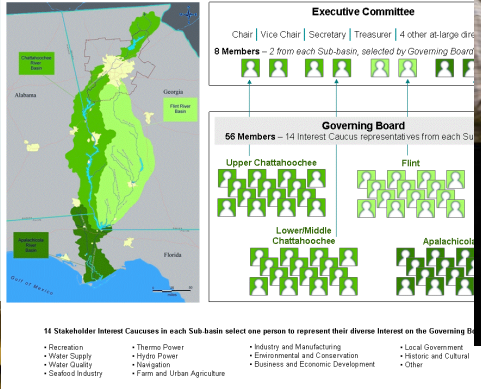 Executive Committee
Chair | Vice Chair | Secretary | Treasurer | 4 other at-large
8 Members – 2 from each Sub-basin, selected by Governing Board
Chattahoochee
River
Basin
Alabama
Georgia
Flint River
Basin
Governing Board
56 Members – 14 Interest Caucus representatives from each
Upper Chattahoochee
Flint
Lower/Middle
Chattahoochee
Apalachicola
Apalachicola
River
Basin
Florida
Gulf of Mexico
14 Stakeholder Interest Caucuses in each Sub-basin select one person to represent their diverse Interest on the Governing
• Recreation
• Water Supply
• Water Quality
• Seafood Industry
• Thermo Power
• Hydro Power
• Navigation
• Farm and Urban Agriculture
• Industry and Manufacturing
• Environmental and Conservation
• Business and Economic Development
• Local Government
• Historic and Cultural
• Other